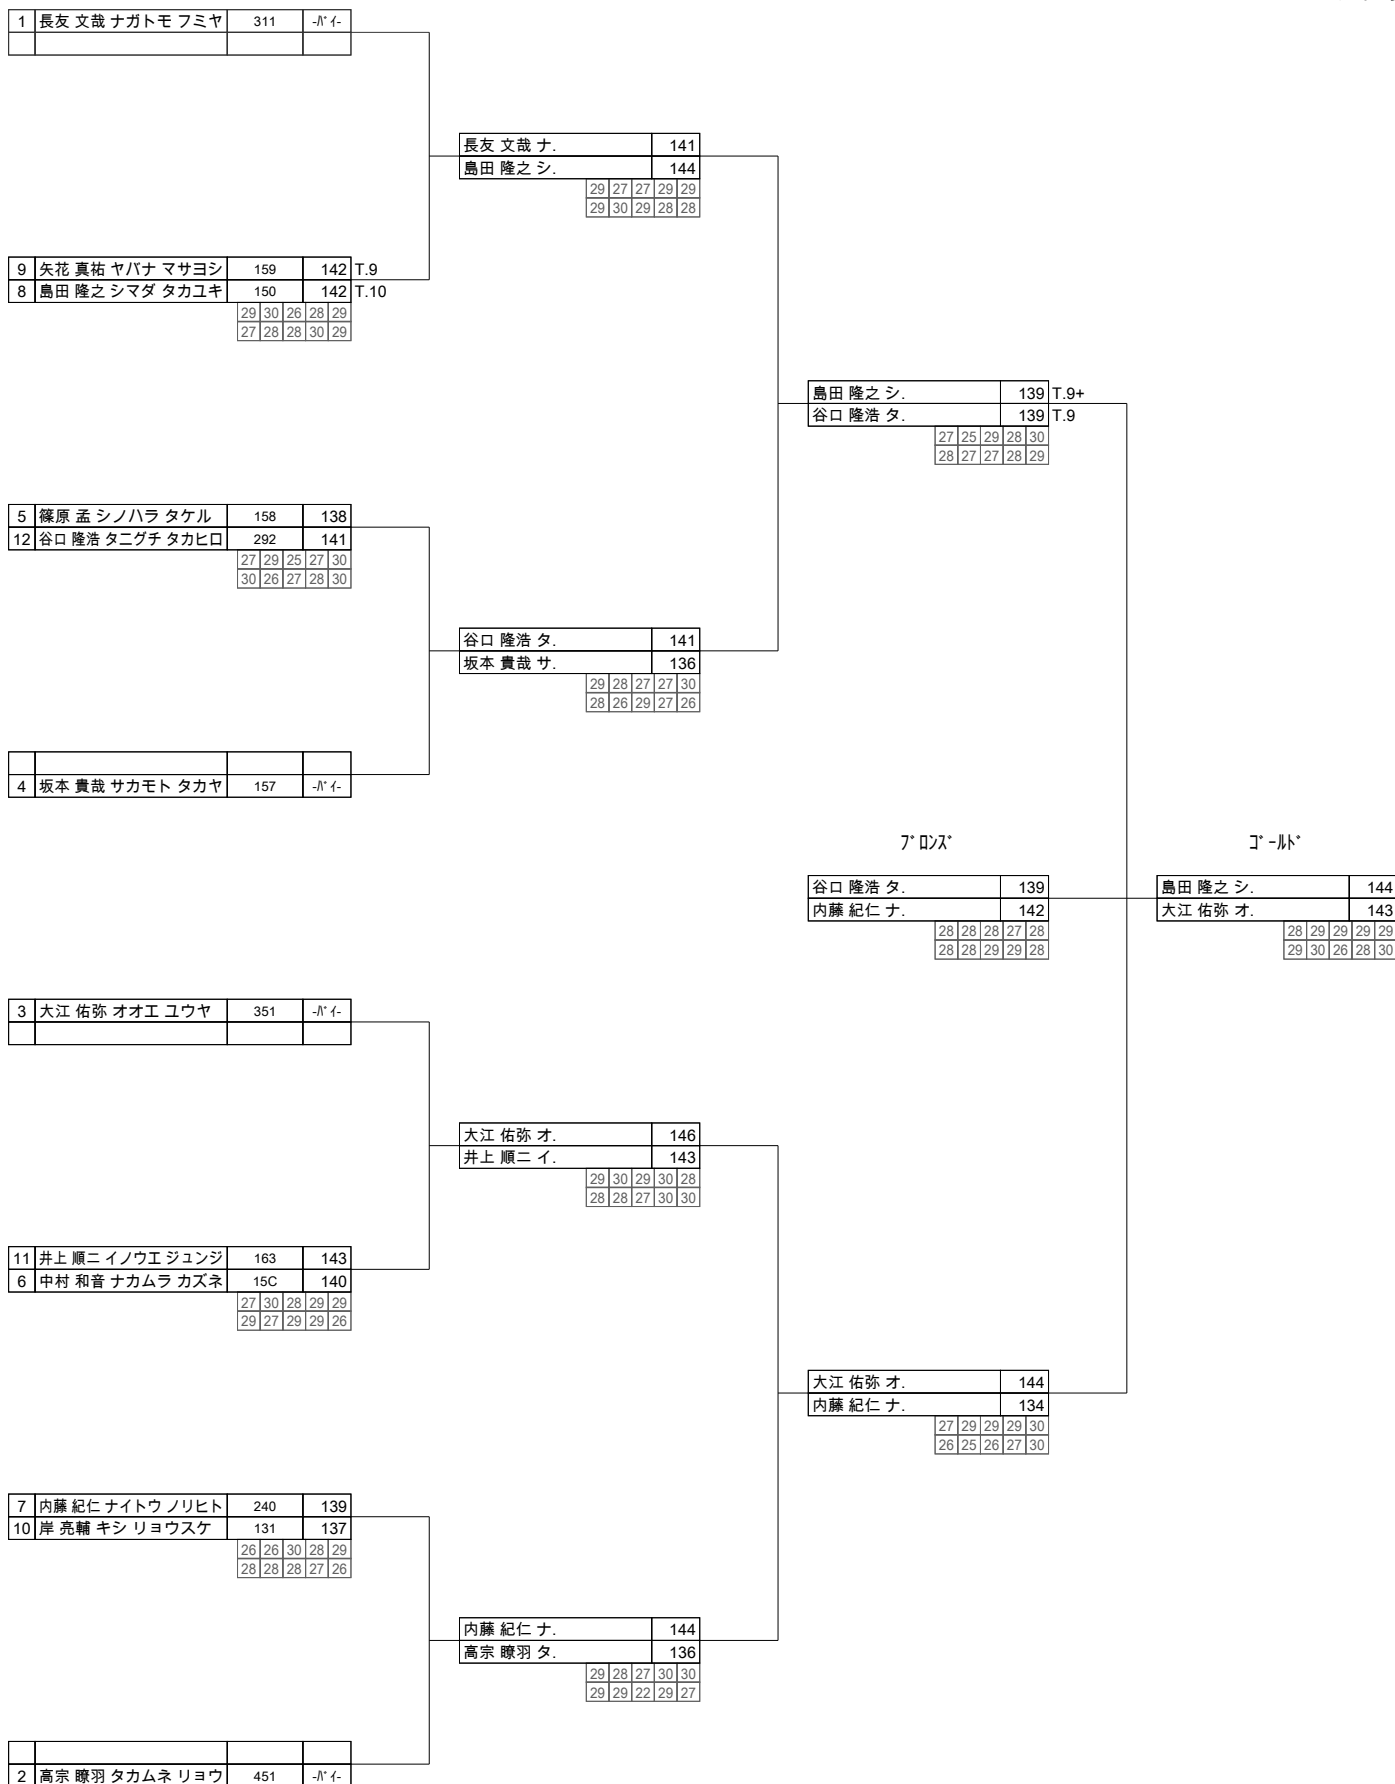 1 長友 文哉 ナガトモ フミヤ 311 -ﾊﾞｲ-
長友 文哉 ナ. 141
島田 隆之 シ. 144
29 27 27 29 29
29 30 29 28 28
9 矢花 真祐 ヤバナ マサヨシ 159 142 T.9
8 島田 隆之 シマダ タカユキ 150 142 T.10
29 30 26 28 29
27 28 28 30 29
島田 隆之 シ. 139 T.9+
谷口 隆浩 タ. 139 T.9
27 25 29 28 30
28 27 27 28 29
5 篠原 孟 シノハラ タケル 158 138
12 谷口 隆浩 タニグチ タカヒロ 292 141
27 29 25 27 30
30 26 27 28 30
谷口 隆浩 タ. 141
坂本 貴哉 サ. 136
29 28 27 27 30
28 26 29 27 26
4 坂本 貴哉 サカモト タカヤ 157 -ﾊﾞｲ-
ﾌﾞﾛﾝｽﾞ
谷口 隆浩 タ. 139
内藤 紀仁 ナ. 142
28 28 28 27 28
28 28 29 29 28
ｺﾞｰﾙﾄﾞ
島田 隆之 シ. 144
大江 佑弥 オ. 143
28 29 29 29 29
29 30 26 28 30
3 大江 佑弥 オオエ ユウヤ 351 -ﾊﾞｲ-
大江 佑弥 オ. 146
井上 順二 イ. 143
29 30 29 30 28
28 28 27 30 30
11 井上 順二 イノウエ ジュンジ 163 143
6 中村 和音 ナカムラ カズネ 15C 140
27 30 28 29 29
29 27 29 29 26
大江 佑弥 オ. 144
内藤 紀仁 ナ. 134
27 29 29 29 30
26 25 26 27 30
7 内藤 紀仁 ナイトウ ノリヒト 240 139
10 岸 亮輔 キシ リョウスケ 131 137
26 26 30 28 29
28 28 28 27 26
内藤 紀仁 ナ. 144
高宗 瞭羽 タ. 136
29 28 27 30 30
29 29 22 29 27
2 高宗 瞭羽 タカムネ リョウ 451 -ﾊﾞｲ-